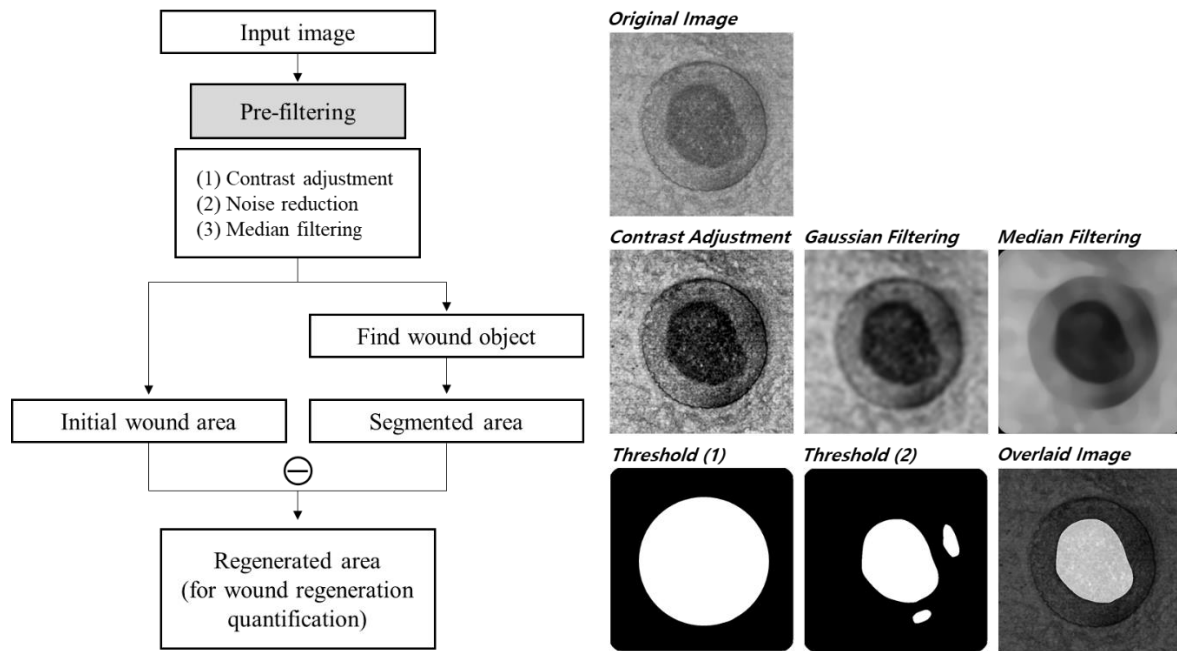 Input image
Pre-filtering
(1) Contrast adjustment
(2) Noise reduction
(3) Median filtering
Find wound object
Initial wound area
Segmented area
Regenerated area
(for wound regeneration
quantification)
Original Image
Contrast Adjustment
Gaussian Filtering
Median Filtering
Threshold (1)
Threshold (2)
Overlaid Image